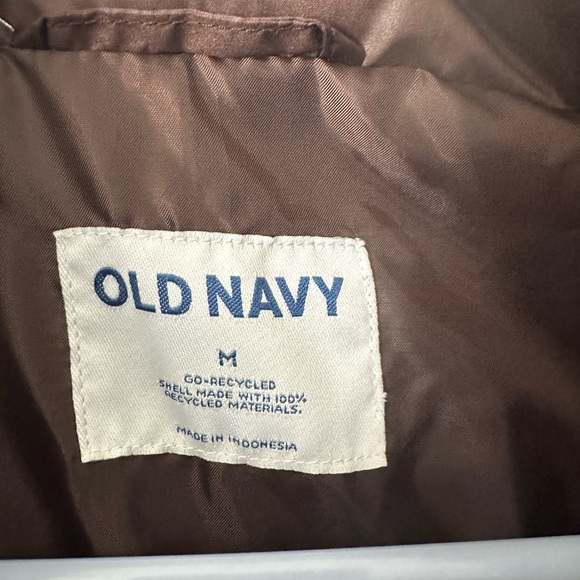 OLD NAVY
M
GO-RECYCLED
SHELL MADE WITH 100%
RECYCLED MATERIALS.
MADE IN INDONESIA